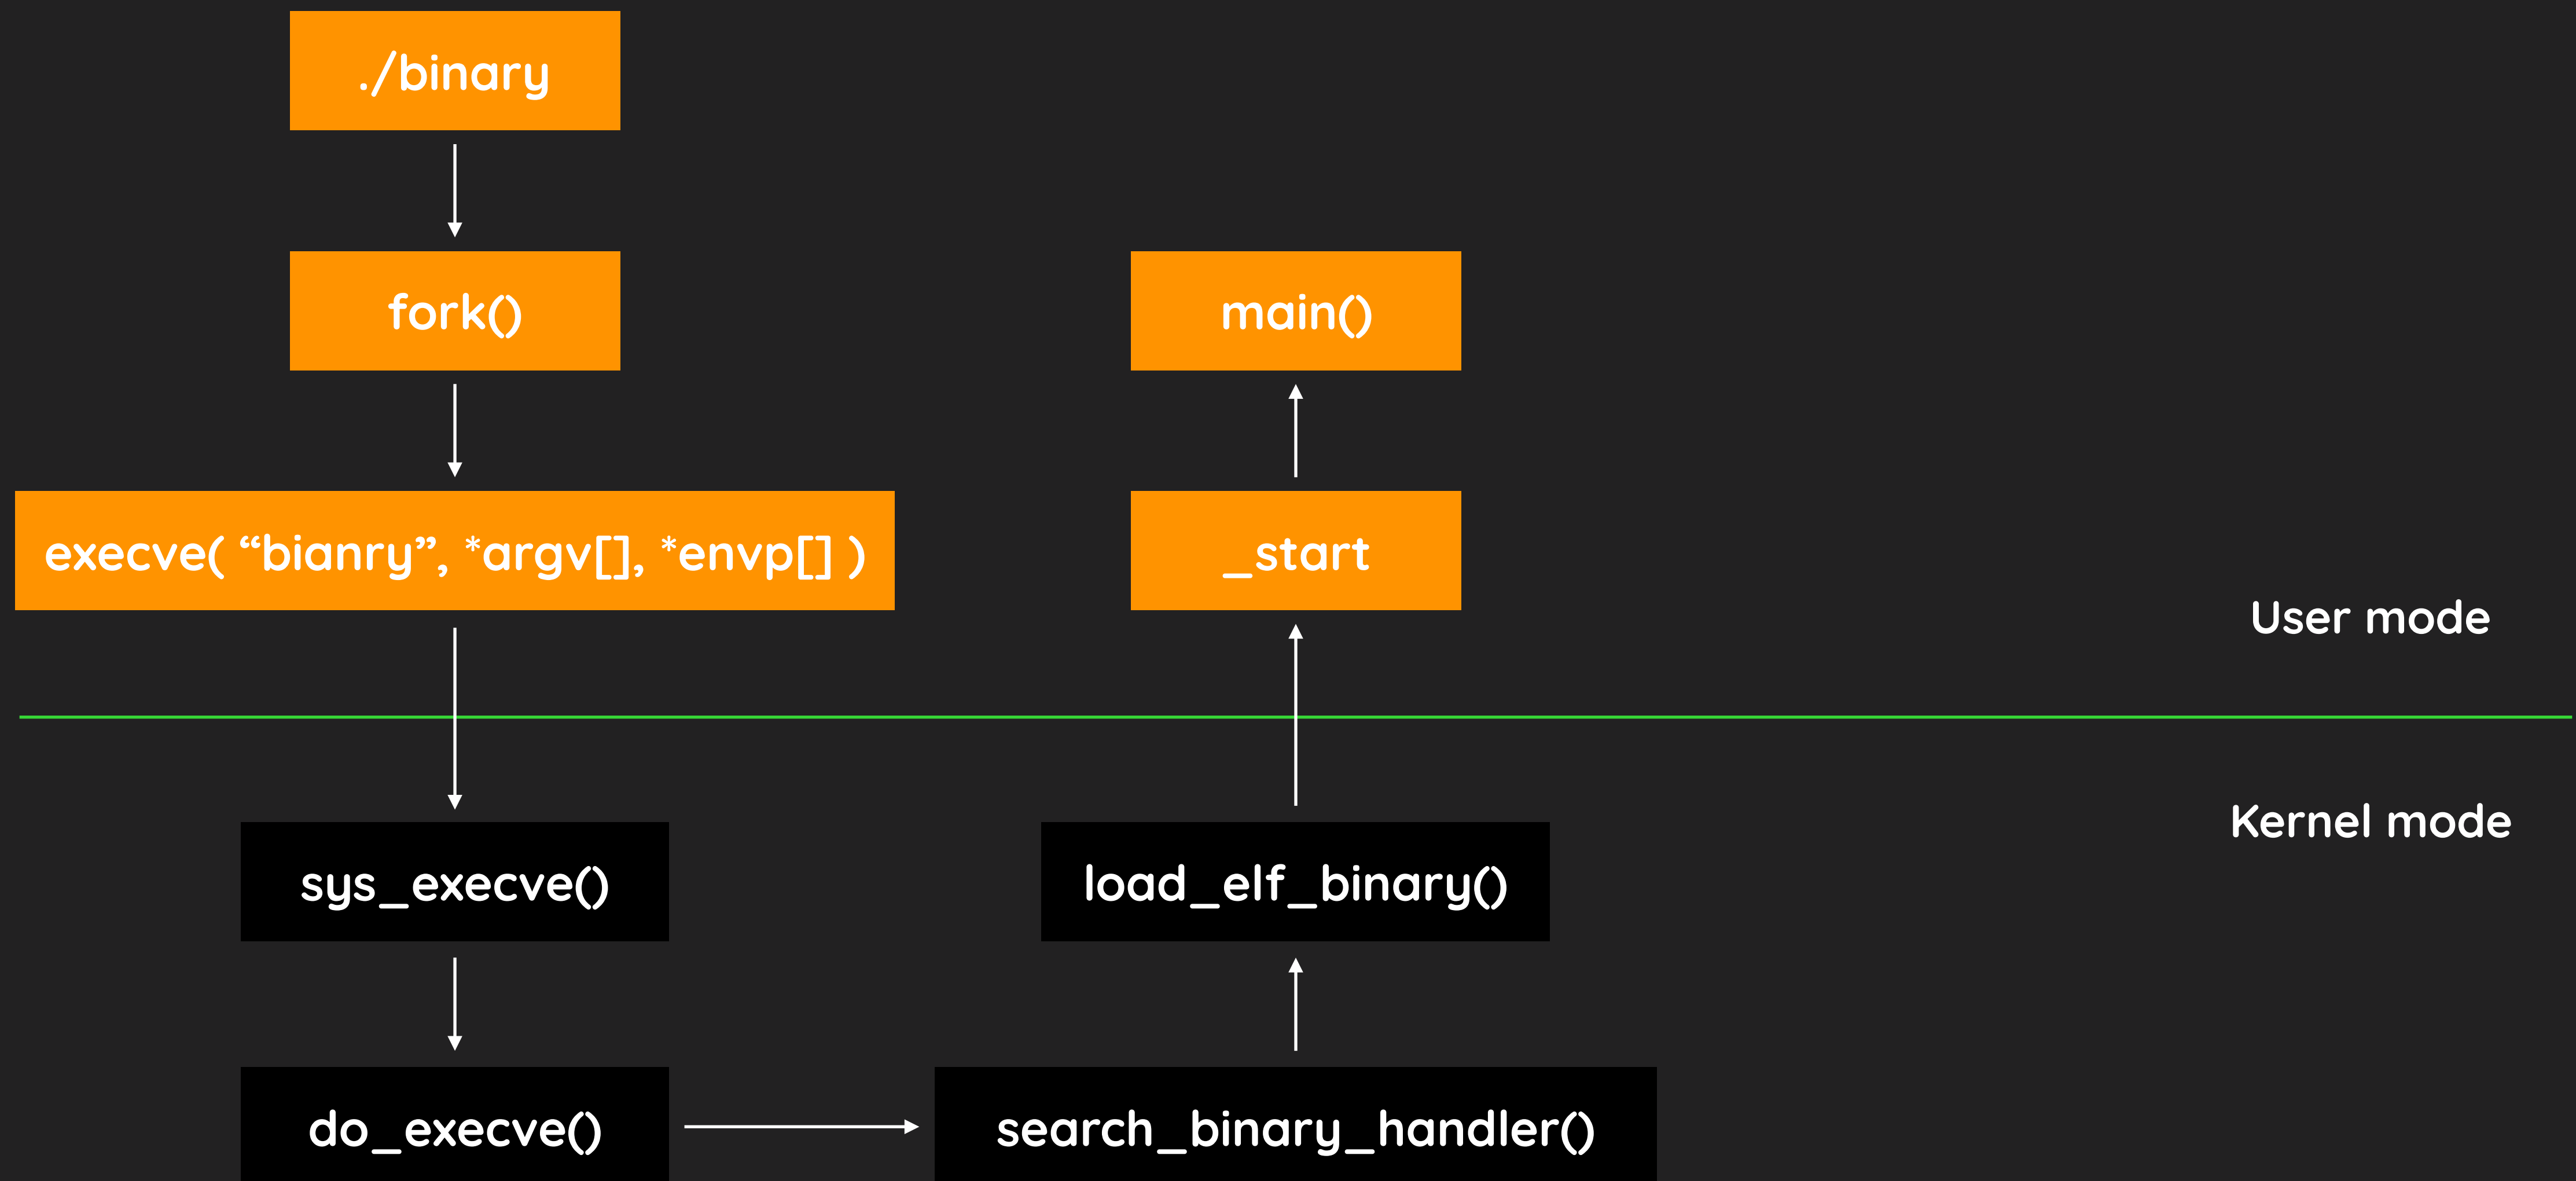 ./binary
fork()
main()
execve( “bianry”, *argv[], *envp[] )
_start
User mode
Kernel mode
sys_execve()
load_elf_binary()
do_execve()
search_binary_handler()